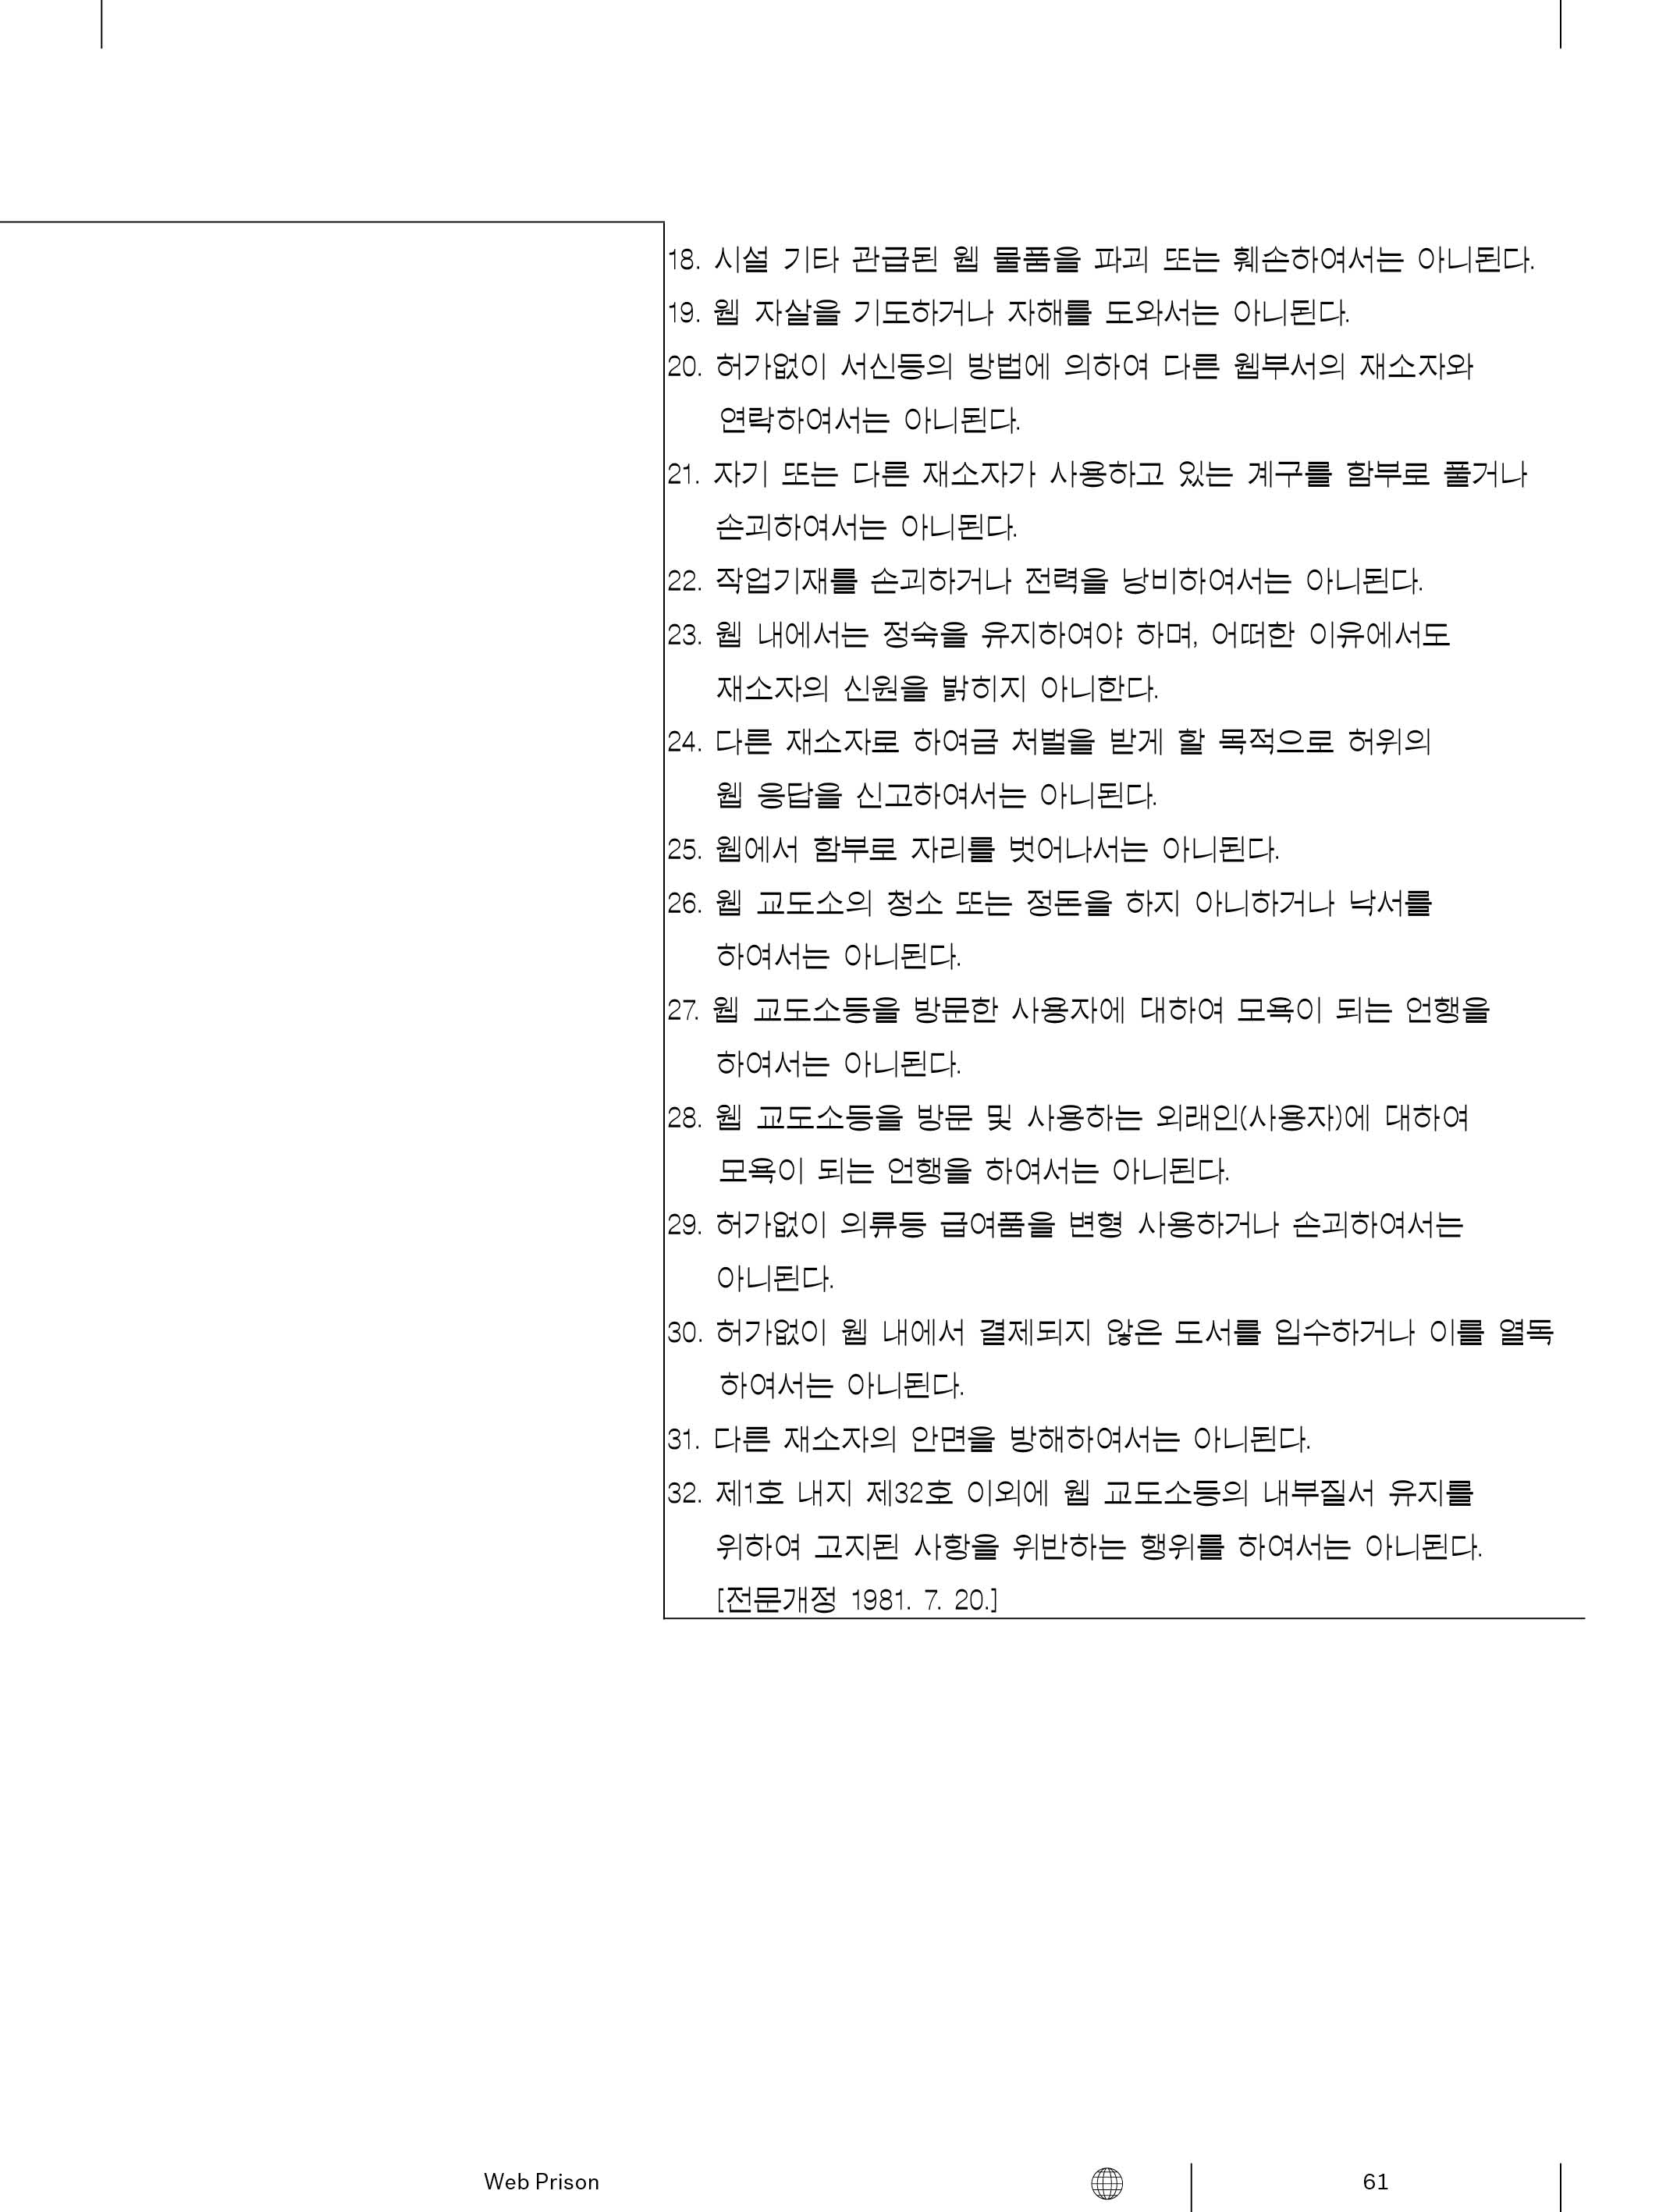 18. 시설 기타 관급된 웹 물품을 파괴 또는 훼손하여서는 아니된다.
19. 웹 자살을 기도하거나 자해를 도와서는 아니된다.
20. 허가없이 서신등의 방법에 의하여 다른 웹부서의 재소자와
연락하여서는 아니된다.
21. 자기 또는 다른 재소자가 사용하고 있는 계구를 함부로 풀거나
손괴하여서는 아니된다.
22. 작업기재를 손괴하거나 전력을 낭비하여서는 아니된다.
23. 웹 내에서는 정숙을 유지하여야 하며, 어떠한 이유에서도
재소자의 신원을 밝히지 아니한다.
24. 다른 재소자로 하여금 처벌을 받게 할 목적으로 허위의
웹 응답을 신고하여서는 아니된다.
25. 웹에서 함부로 자리를 벗어나서는 아니된다.
26. 웹 교도소의 청소 또는 정돈을 하지 아니하거나 낙서를
하여서는 아니된다.
27. 웹 교도소등을 방문한 사용자에 대하여 모욕이 되는 언행을
하여서는 아니된다.
28. 웹 교도소등을 방문 및 사용하는 외래인(사용자)에 대하여
모욕이 되는 언행을 하여서는 아니된다.
29. 허가없이 의류등 급여품을 변형 사용하거나 손괴하여서는
아니된다.
30. 허가없이 웹 내에서 결제되지 않은 도서를 입수하거나 이를 열독
하여서는 아니된다.
31. 다른 재소자의 안면을 방해하여서는 아니된다.
32. 제1호 내지 제32호 이외에 웹 교도소등의 내부질서 유지를
위하여 고지된 사항을 위반하는 행위를 하여서는 아니된다.
[전문개정 1981. 7. 20.]
Web Prison
61